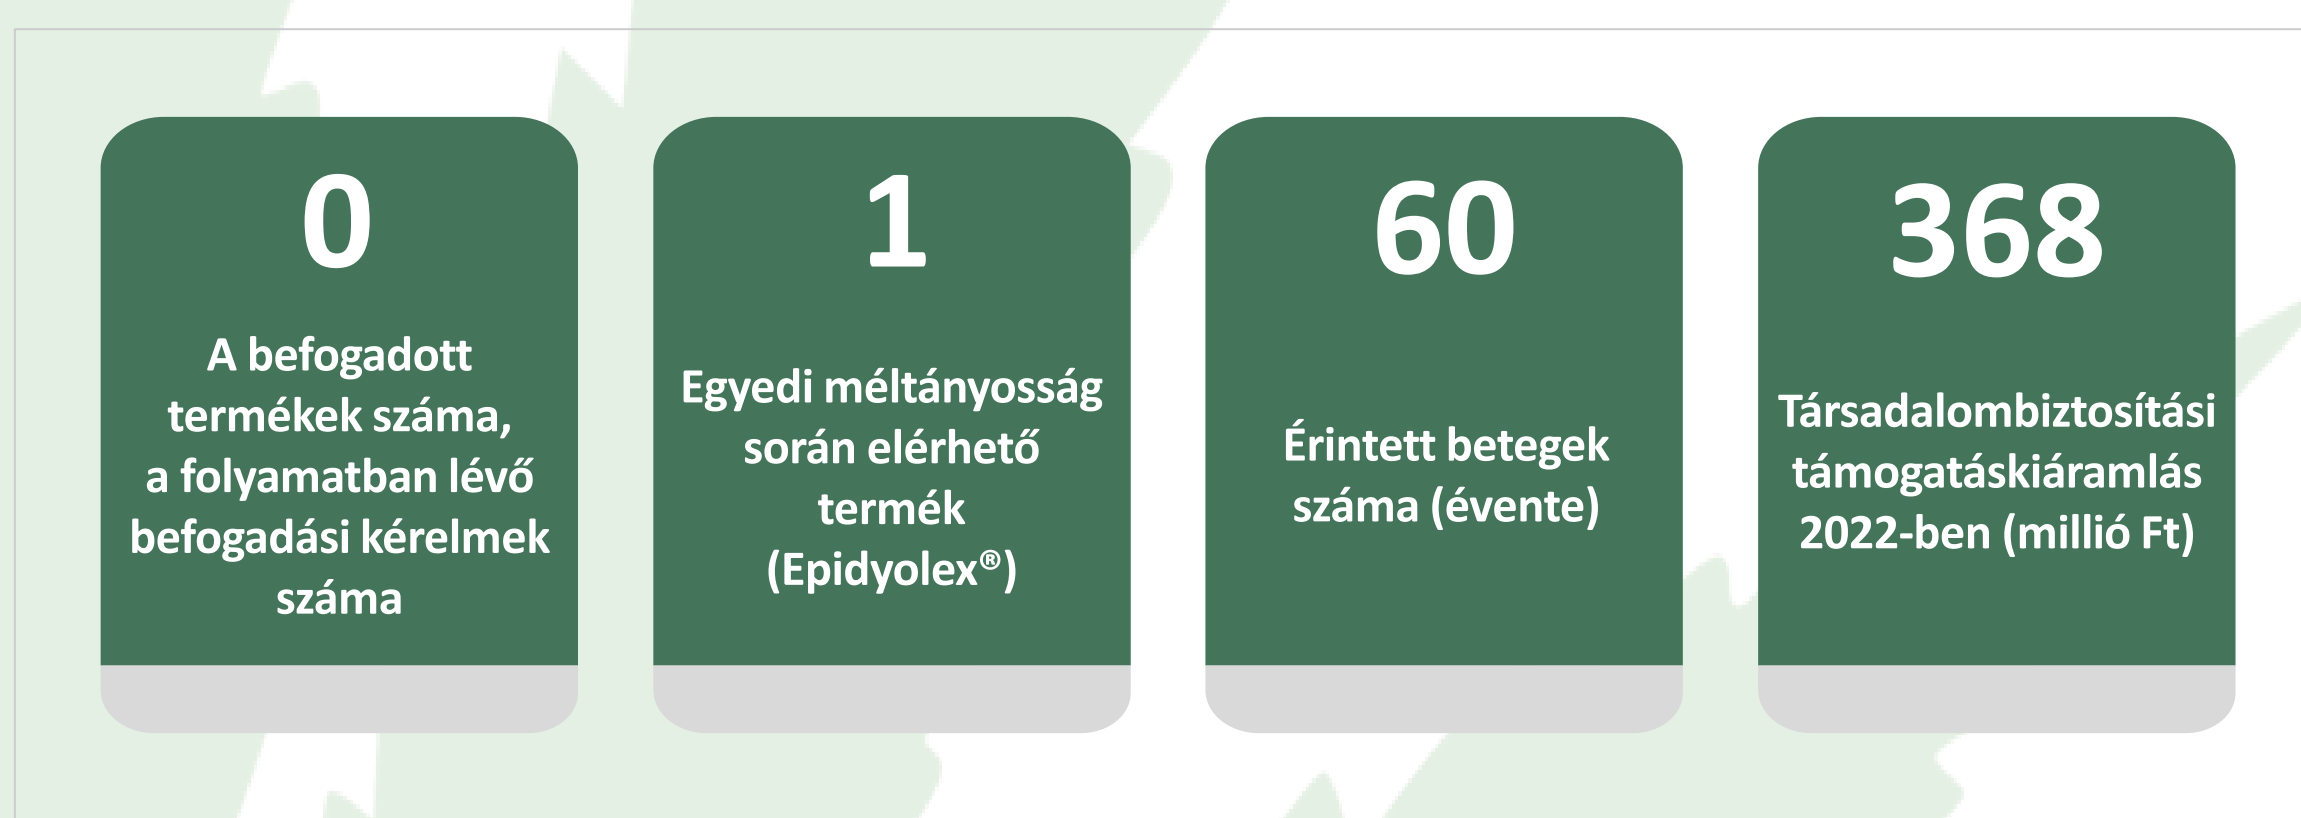 0
A befogadott
termékek száma,
a folyamatban lévő
befogadási kérelmek
száma
1
Egyedi méltányosság
során elérhető
termék
(Epidyolex®)
60
Érintett betegek
száma (évente)
368
Társadalombiztosítási
támogatáskiáramlás
2022-ben (millió Ft)